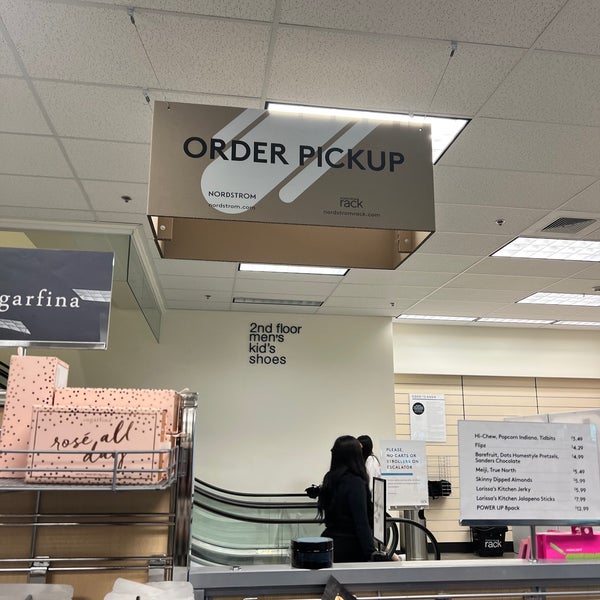 ORDER PICKUP
NORDSTROM
nordstrom.com
rack
nordstromrack.com
garfina
2nd floor
men's
kid's
shoes
rosé all
day
PLEASE,
NO CARTS OR
STROLLERS ON
ESCALATOR
Hi-Chew, Popcorn Indiana, Tidbits $3.49
Flipz $4.29
Barefruit, Dots Homestyle Pretzels, $4.99
Sanders Chocolate
Meiji, True North $5.49
Skinny Dipped Almonds $5.99
Lorissa's Kitchen Jerky $5.99
Lorissa's Kitchen Jalapeno Sticks $7.99
POWER UP 8pack $12.99
rack